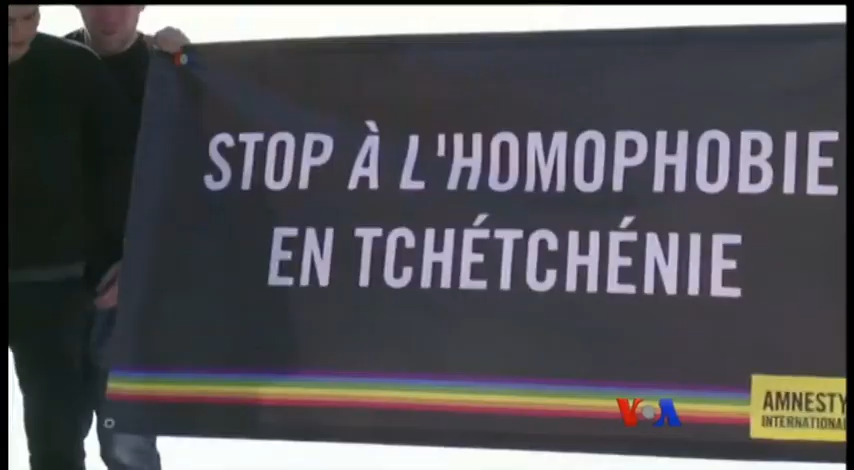 STOP À L'HOMOPHOBIE
EN TCHÉTCHÉNIE
VOA
AMNESTY
INTERNATIONAL